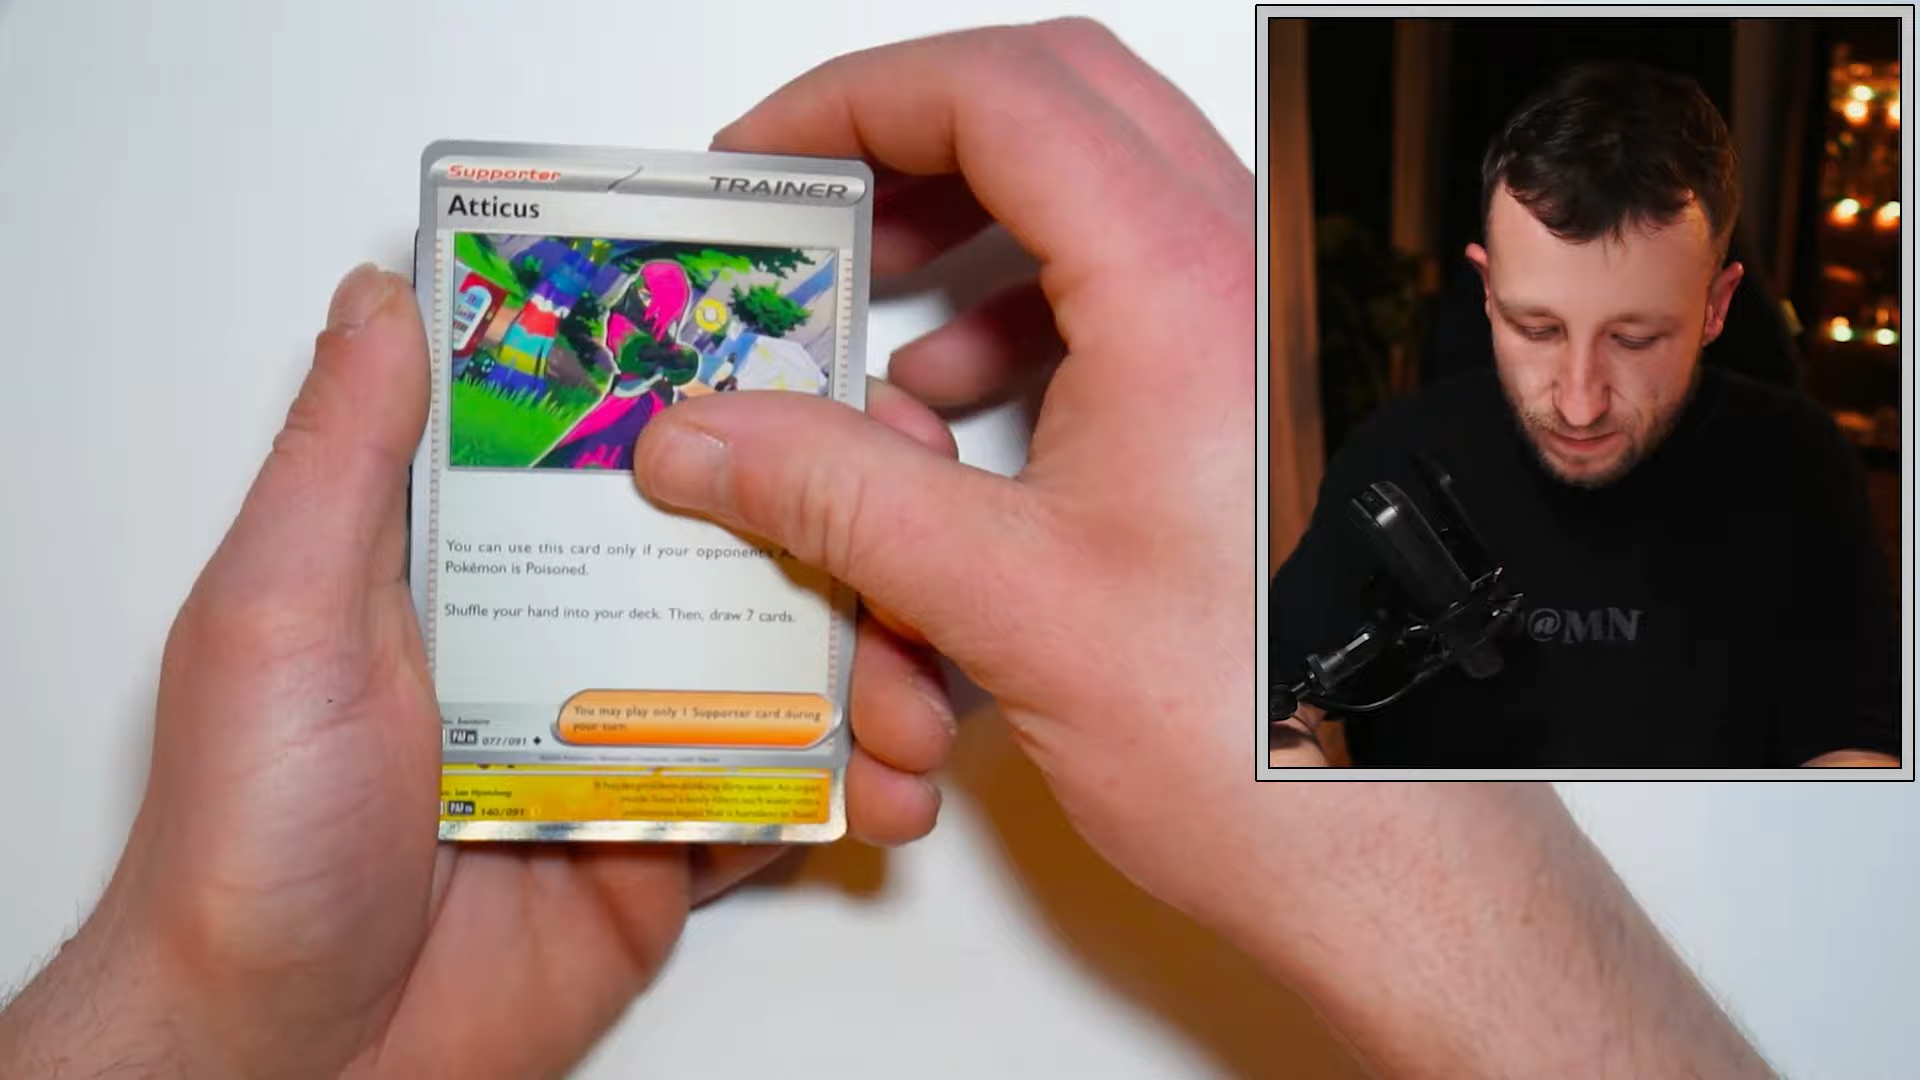 Supporter
TRAINER
Atticus
You can use this card only if your opponent's A
Pokémon is Poisoned.
Shuffle your hand into your deck. Then, draw 7 cards.
You may play only 1 Supporter card during
your turn.
PAF EN 077/091
PAF EN 140/091
@MN